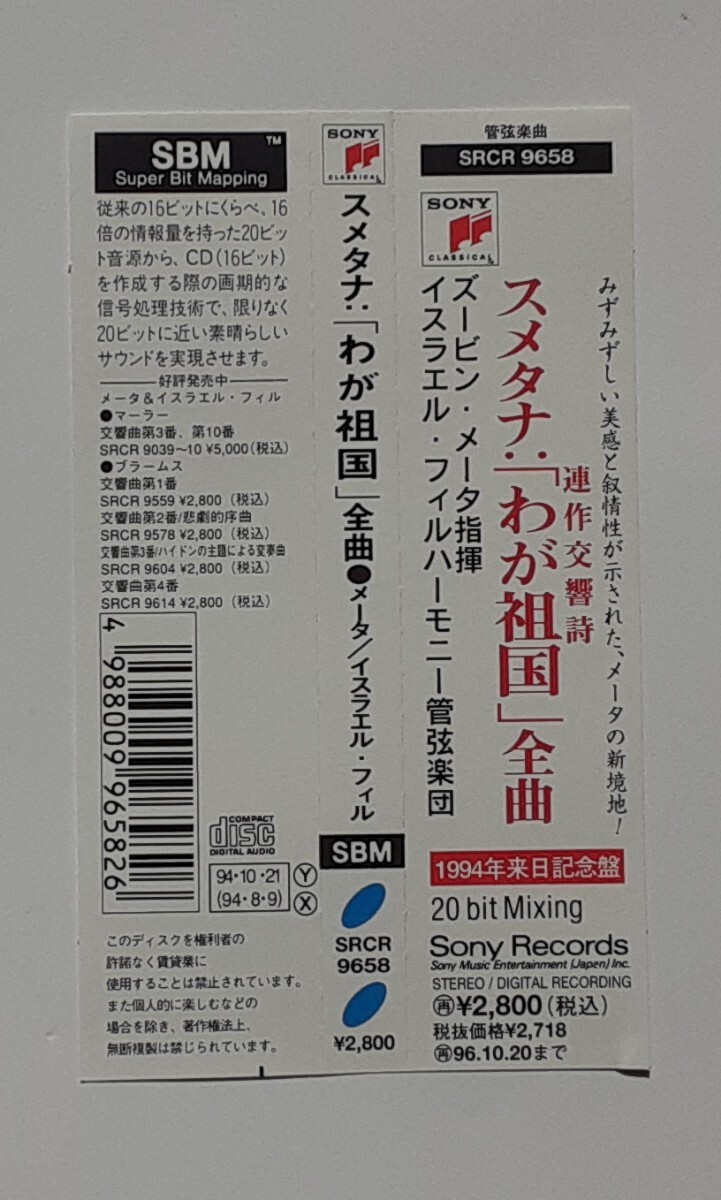 SBM
TM
Super Bit Mapping
従来の16ビットにくらべ、16
倍の情報量を持った20ビッ
ト音源から、CD(16ビット)
を作成する際の画期的な
信号処理技術で、限りなく
20ビットに近い素晴らしい
サウンドを実現させます。
好評発売中
メータ&イスラエル・フィル
●マーラー
交響曲第3番、第10番
SRCR 9039〜10 ¥5,000(税込)
●ブラームス
交響曲第1番
SRCR 9559 ¥2,800(税込)
交響曲第2番/悲劇的序曲
SRCR 9578 ¥2,800(税込)
交響曲第3番/ハイドンの主題による変奏曲
SRCR 9604 ¥2,800(税込)
交響曲第4番
SRCR 9614 ¥2,800(税込)
4 988009 965826
COMPACT
disc
DIGITAL AUDIO
94・10・21
(94・8・9)
Y
X
このディスクを権利者の
許諾なく賃貸業に
使用することは禁止されています。
また個人的に楽しむなどの
場合を除き、著作権法上、
無断複製は禁じられています。
SONY
CLASSICAL
スメタナ:「わが祖国」全曲●メータ/イスラエル・フィル
SBM
SRCR
9658
¥2,800
管弦楽曲
SRCR 9658
SONY
CLASSICAL
みずみずしい美感と叙情性が示された、メータの新境地!
連作交響詩
スメタナ:「わが祖国」全曲
ズービン・メータ指揮
イスラエル・フィルハーモニー管弦楽団
1994年来日記念盤
20 bit Mixing
Sony Records
Sony Music Entertainment (Japan) Inc.
STEREO / DIGITAL RECORDING
再¥2,800(税込)
税抜価格¥2,718
再96.10.20まで